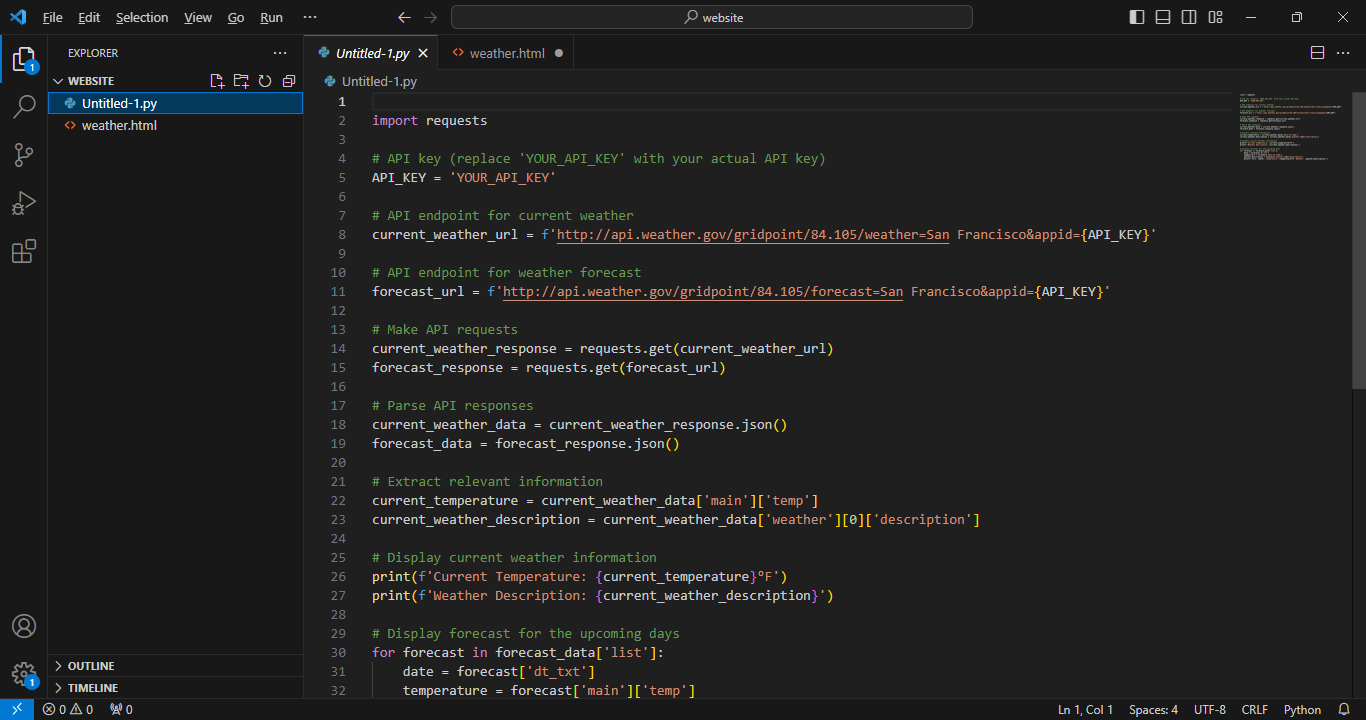 File Edit Selection View Go Run ··· website
EXPLORER ···
WEBSITE
Untitled-1.py
weather.html
OUTLINE
TIMELINE
1
1
Untitled-1.py weather.html
Untitled-1.py
1
2 import requests
3
4 # API key (replace 'YOUR_API_KEY' with your actual API key)
5 API_KEY = 'YOUR_API_KEY'
6
7 # API endpoint for current weather
8 current_weather_url = f'http://api.weather.gov/gridpoint/84.105/weather=San Francisco&appid={API_KEY}'
9
10 # API endpoint for weather forecast
11 forecast_url = f'http://api.weather.gov/gridpoint/84.105/forecast=San Francisco&appid={API_KEY}'
12
13 # Make API requests
14 current_weather_response = requests.get(current_weather_url)
15 forecast_response = requests.get(forecast_url)
16
17 # Parse API responses
18 current_weather_data = current_weather_response.json()
19 forecast_data = forecast_response.json()
20
21 # Extract relevant information
22 current_temperature = current_weather_data['main']['temp']
23 current_weather_description = current_weather_data['weather'][0]['description']
24
25 # Display current weather information
26 print(f'Current Temperature: {current_temperature}°F')
27 print(f'Weather Description: {current_weather_description}')
28
29 # Display forecast for the upcoming days
30 for forecast in forecast_data['list']:
31     date = forecast['dt_txt']
32     temperature = forecast['main']['temp']
0 0 0 Ln 1, Col 1 Spaces: 4 UTF-8 CRLF Python